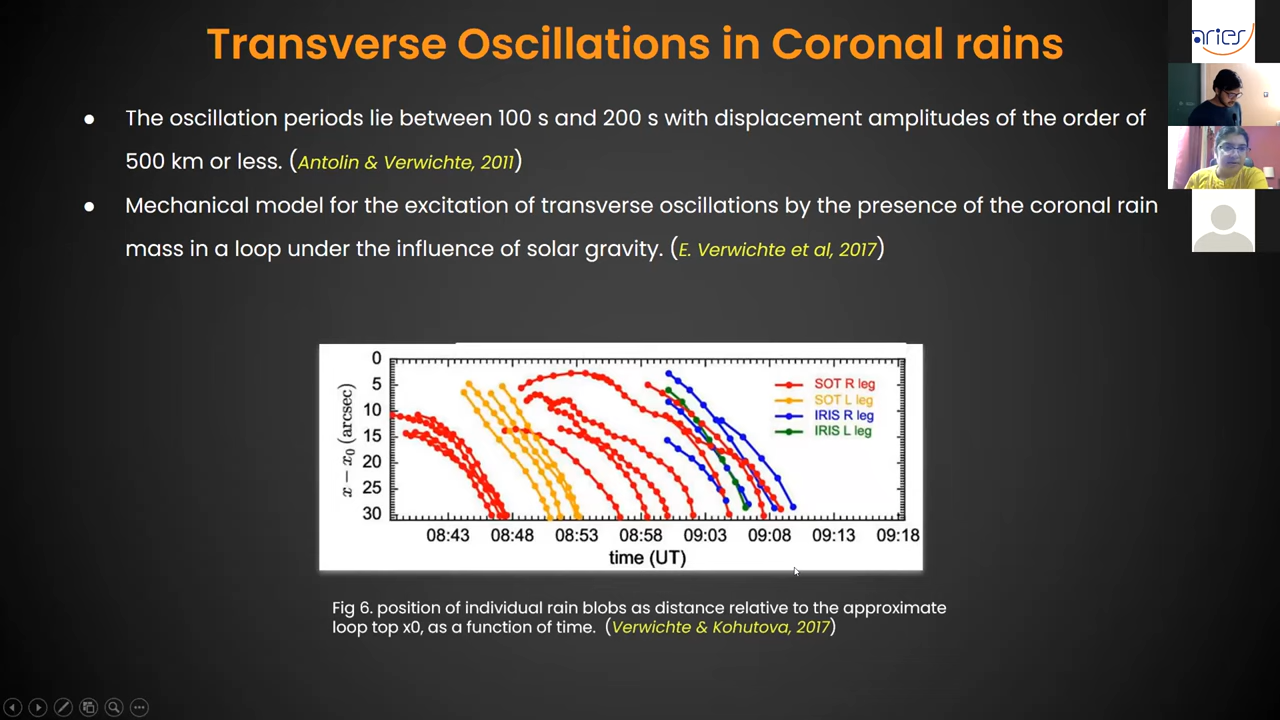 Transverse Oscillations in Coronal rains
aries
● The oscillation periods lie between 100 s and 200 s with displacement amplitudes of the order of
500 km or less. (Antolin & Verwichte, 2011)
● Mechanical model for the excitation of transverse oscillations by the presence of the coronal rain
mass in a loop under the influence of solar gravity. (E. Verwichte et al, 2017)
x − x₀ (arcsec)
0
5
10
15
20
25
30
SOT R leg
SOT L leg
IRIS R leg
IRIS L leg
08:43 08:48 08:53 08:58 09:03 09:08 09:13 09:18
time (UT)
Fig 6. position of individual rain blobs as distance relative to the approximate
loop top x0, as a function of time. (Verwichte & Kohutova, 2017)